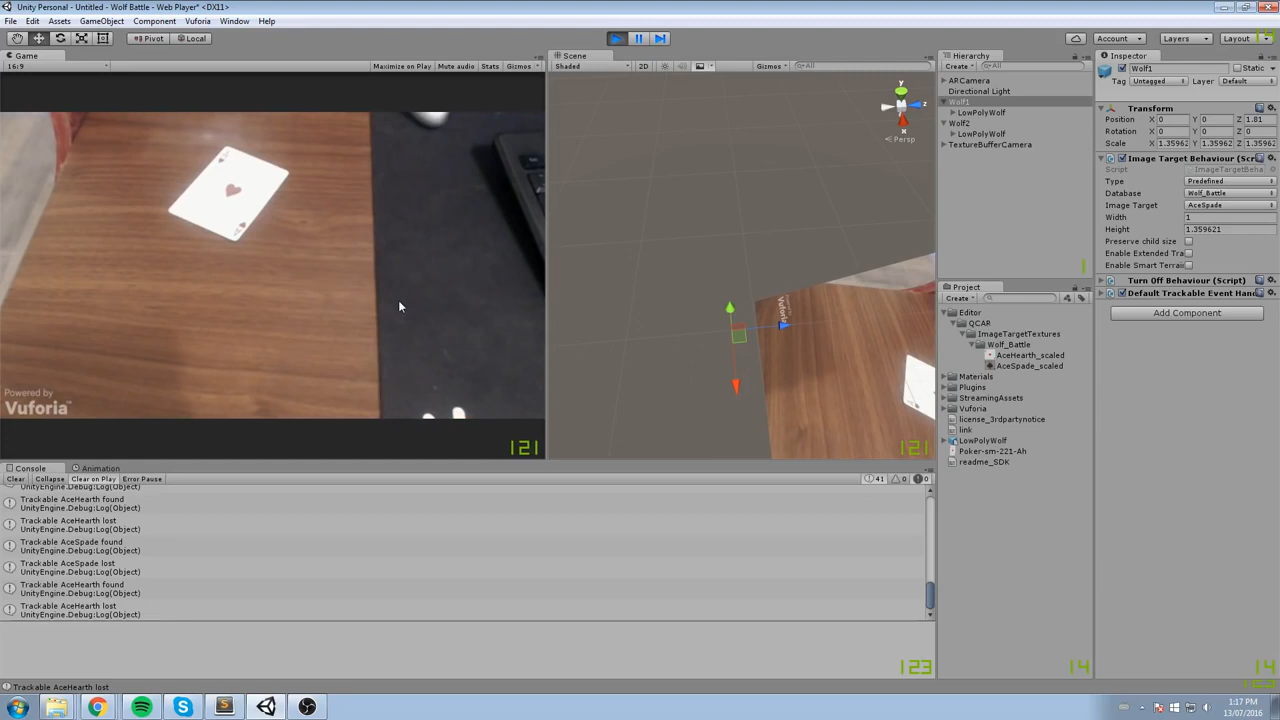 Unity Personal - Untitled - Wolf Battle - Web Player* <DX11>
File Edit Assets GameObject Component Vuforia Window Help
Pivot Local Account Layers Layout
Game
16:9 Maximize on Play Mute audio Stats Gizmos
Powered by
Vuforia™
121
Scene
Shaded 2D Gizmos All
y
z
x
Persp
Vuforia
121
Hierarchy
Create All
ARCamera
Directional Light
Wolf1
LowPolyWolf
Wolf2
LowPolyWolf
TextureBufferCamera
Project
Create
Editor
QCAR
ImageTargetTextures
Wolf_Battle
AceHearth_scaled
AceSpade_scaled
Materials
Plugins
StreamingAssets
Vuforia
license_3rdpartynotice
link
LowPolyWolf
Poker-sm-221-Ah
readme_SDK
14
Inspector
Wolf1 Static
Tag Untagged Layer Default
Transform
Position X 0 Y 0 Z 1.81
Rotation X 0 Y 0 Z 0
Scale X 1.35962 Y 1.35962 Z 1.35962
Image Target Behaviour (Scri
Script ImageTargetBeha
Type Predefined
Database Wolf_Battle
Image Target AceSpade
Width 1
Height 1.359621
Preserve child size
Enable Extended Tra
Enable Smart Terrai
Turn Off Behaviour (Script)
Default Trackable Event Hand
Add Component
14
Console Animation
Clear Collapse Clear on Play Error Pause 41 0 0
UnityEngine.Debug:Log(Object)
Trackable AceHearth found
UnityEngine.Debug:Log(Object)
Trackable AceHearth lost
UnityEngine.Debug:Log(Object)
Trackable AceSpade found
UnityEngine.Debug:Log(Object)
Trackable AceSpade lost
UnityEngine.Debug:Log(Object)
Trackable AceHearth found
UnityEngine.Debug:Log(Object)
Trackable AceHearth lost
UnityEngine.Debug:Log(Object)
123
Trackable AceHearth lost
1:17 PM
13/07/2016